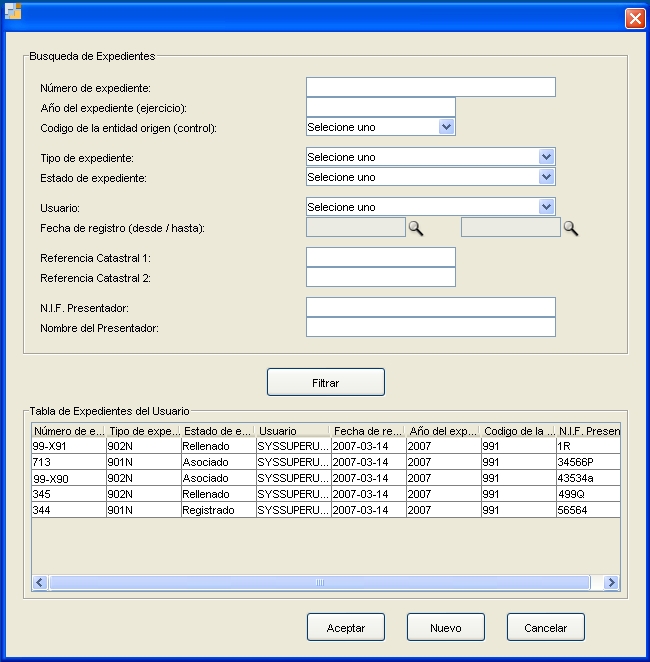 Busqueda de Expedientes
Número de expediente:
Año del expediente (ejercicio):
Codigo de la entidad origen (control): Selecione uno
Tipo de expediente: Selecione uno
Estado de expediente: Selecione uno
Usuario: Selecione uno
Fecha de registro (desde / hasta):
Referencia Catastral 1:
Referencia Catastral 2:
N.I.F. Presentador:
Nombre del Presentador:
Filtrar
Tabla de Expedientes del Usuario
Número de e... Tipo de expe... Estado de e... Usuario Fecha de re... Año del exp... Codigo de la ... N.I.F. Presen
99-X91 902N Rellenado SYSSUPERU... 2007-03-14 2007 991 1R
713 901N Asociado SYSSUPERU... 2007-03-14 2007 991 34566P
99-X90 902N Asociado SYSSUPERU... 2007-03-14 2007 991 43534a
345 902N Rellenado SYSSUPERU... 2007-03-14 2007 991 499Q
344 901N Registrado SYSSUPERU... 2007-03-14 2007 991 56564
Aceptar Nuevo Cancelar